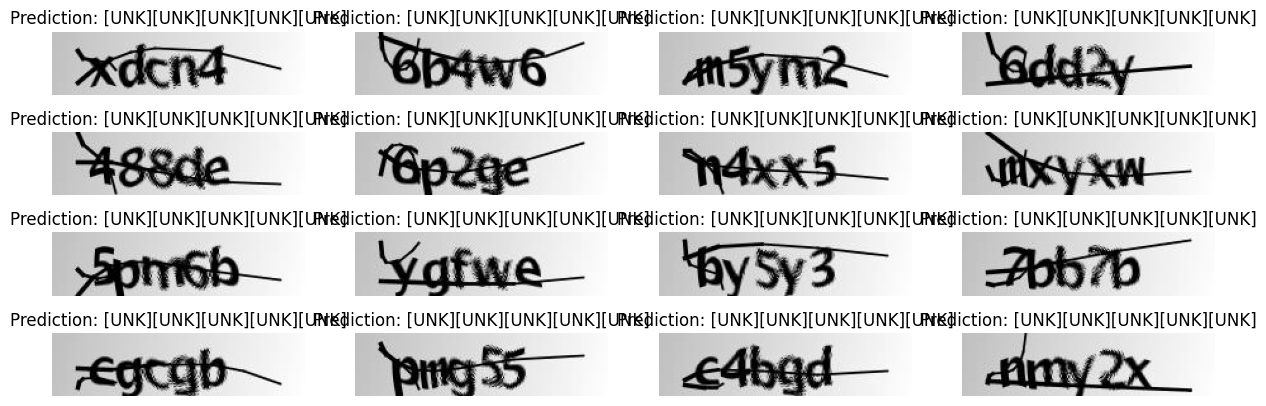 Prediction: [UNK][UNK][UNK][UNK][UNK] Prediction: [UNK][UNK][UNK][UNK][UNK] Prediction: [UNK][UNK][UNK][UNK][UNK] Prediction: [UNK][UNK][UNK][UNK][UNK]
xdcn4 6b4w6 m5ym2 6dd2y
Prediction: [UNK][UNK][UNK][UNK][UNK] Prediction: [UNK][UNK][UNK][UNK][UNK] Prediction: [UNK][UNK][UNK][UNK][UNK] Prediction: [UNK][UNK][UNK][UNK][UNK]
488de 6p2ge n4xx5 mxyxw
Prediction: [UNK][UNK][UNK][UNK][UNK] Prediction: [UNK][UNK][UNK][UNK][UNK] Prediction: [UNK][UNK][UNK][UNK][UNK] Prediction: [UNK][UNK][UNK][UNK][UNK]
5pm6b ygfwe by5y3 7bb7b
Prediction: [UNK][UNK][UNK][UNK][UNK] Prediction: [UNK][UNK][UNK][UNK][UNK] Prediction: [UNK][UNK][UNK][UNK][UNK] Prediction: [UNK][UNK][UNK][UNK][UNK]
cgcgb pmg55 c4bgd nmy2x